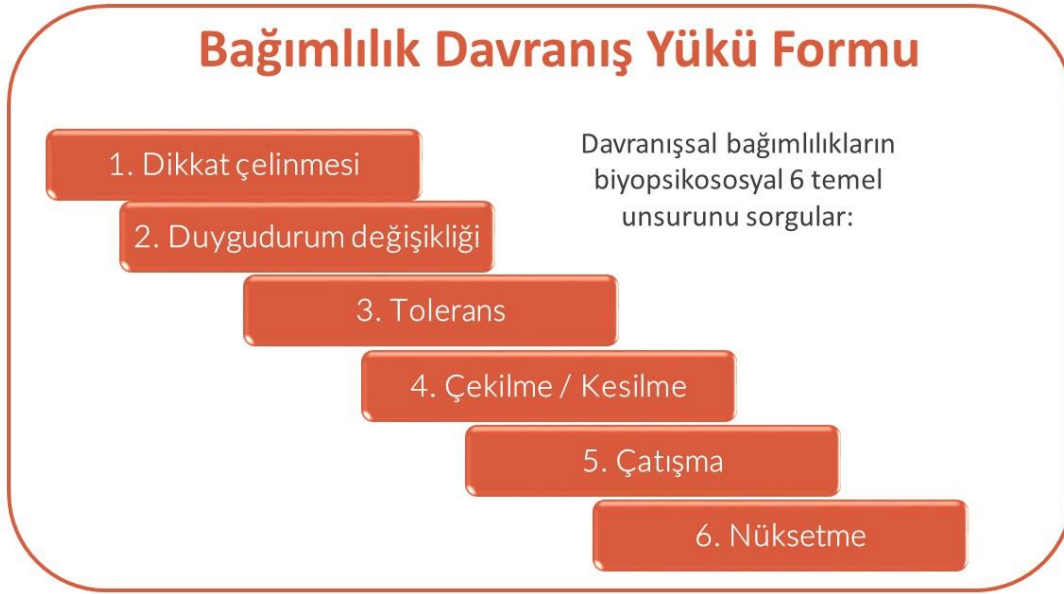 Bağımlılık Davranış Yükü Formu
Davranışsal bağımlılıkların
biyopsikososyal 6 temel
unsurunu sorgular:
1. Dikkat çelinmesi
2. Duygudurum değişikliği
3. Tolerans
4. Çekilme / Kesilme
5. Çatışma
6. Nüksetme